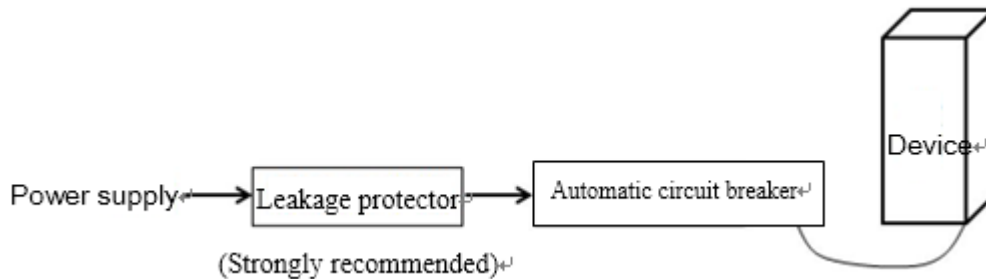 Device
Power supply
Leakage protector
Automatic circuit breaker
(Strongly recommended)